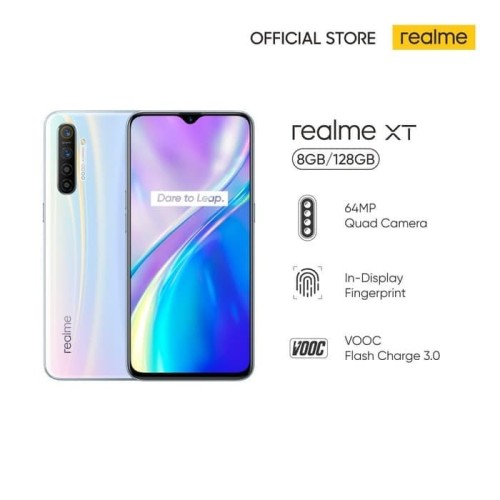 OFFICIAL STORE realme
realme XT
8GB/128GB
64MP
Quad Camera
In-Display
Fingerprint
VOOC
VOOC
Flash Charge 3.0
Dare to Leap.
realme